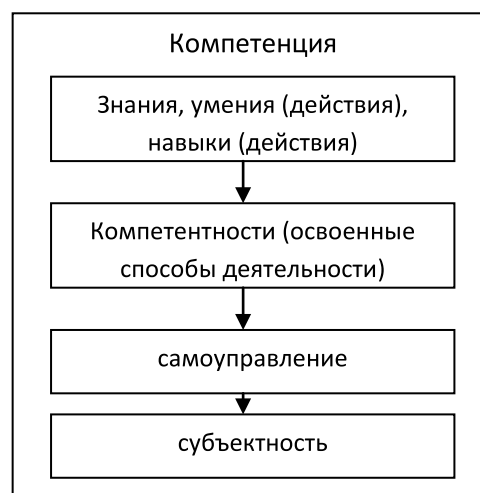 Компетенция
Знания, умения (действия),
навыки (действия)
Компетентности (освоенные
способы деятельности)
самоуправление
субъектность